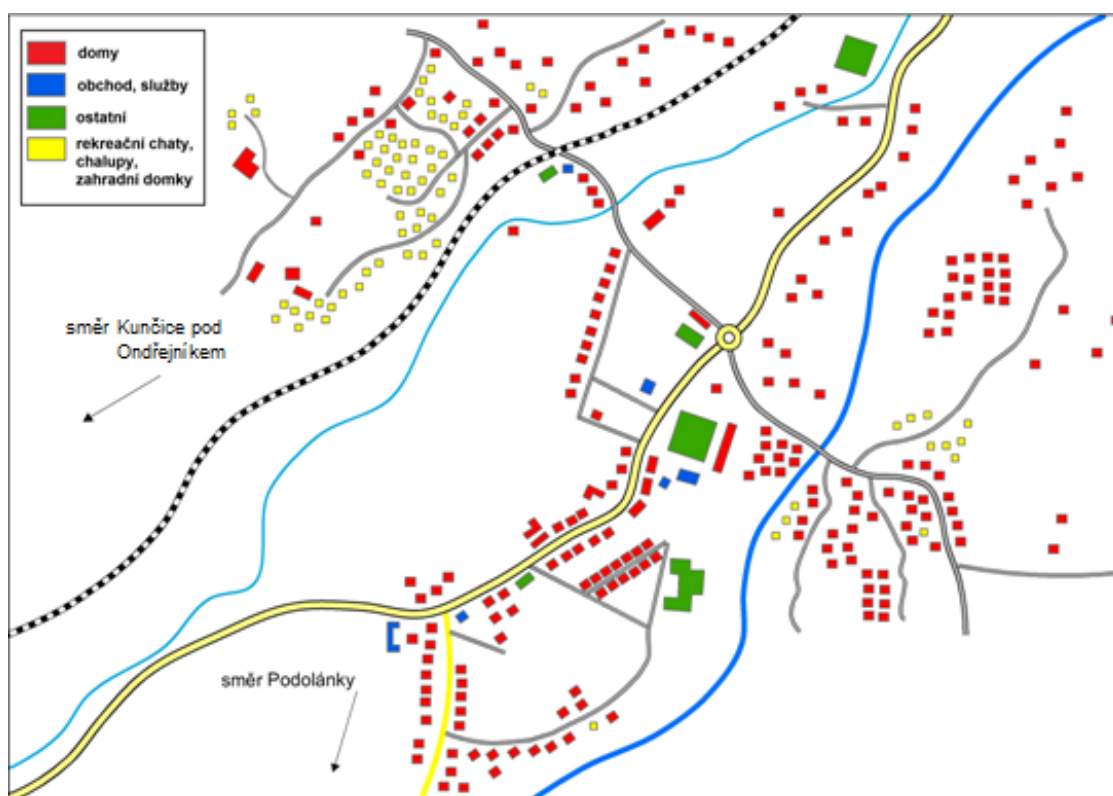 domy
obchod, služby
ostatní
rekreační chaty,
chalupy,
zahradní domky
směr Kunčice pod
Ondřejníkem
směr Podolánky